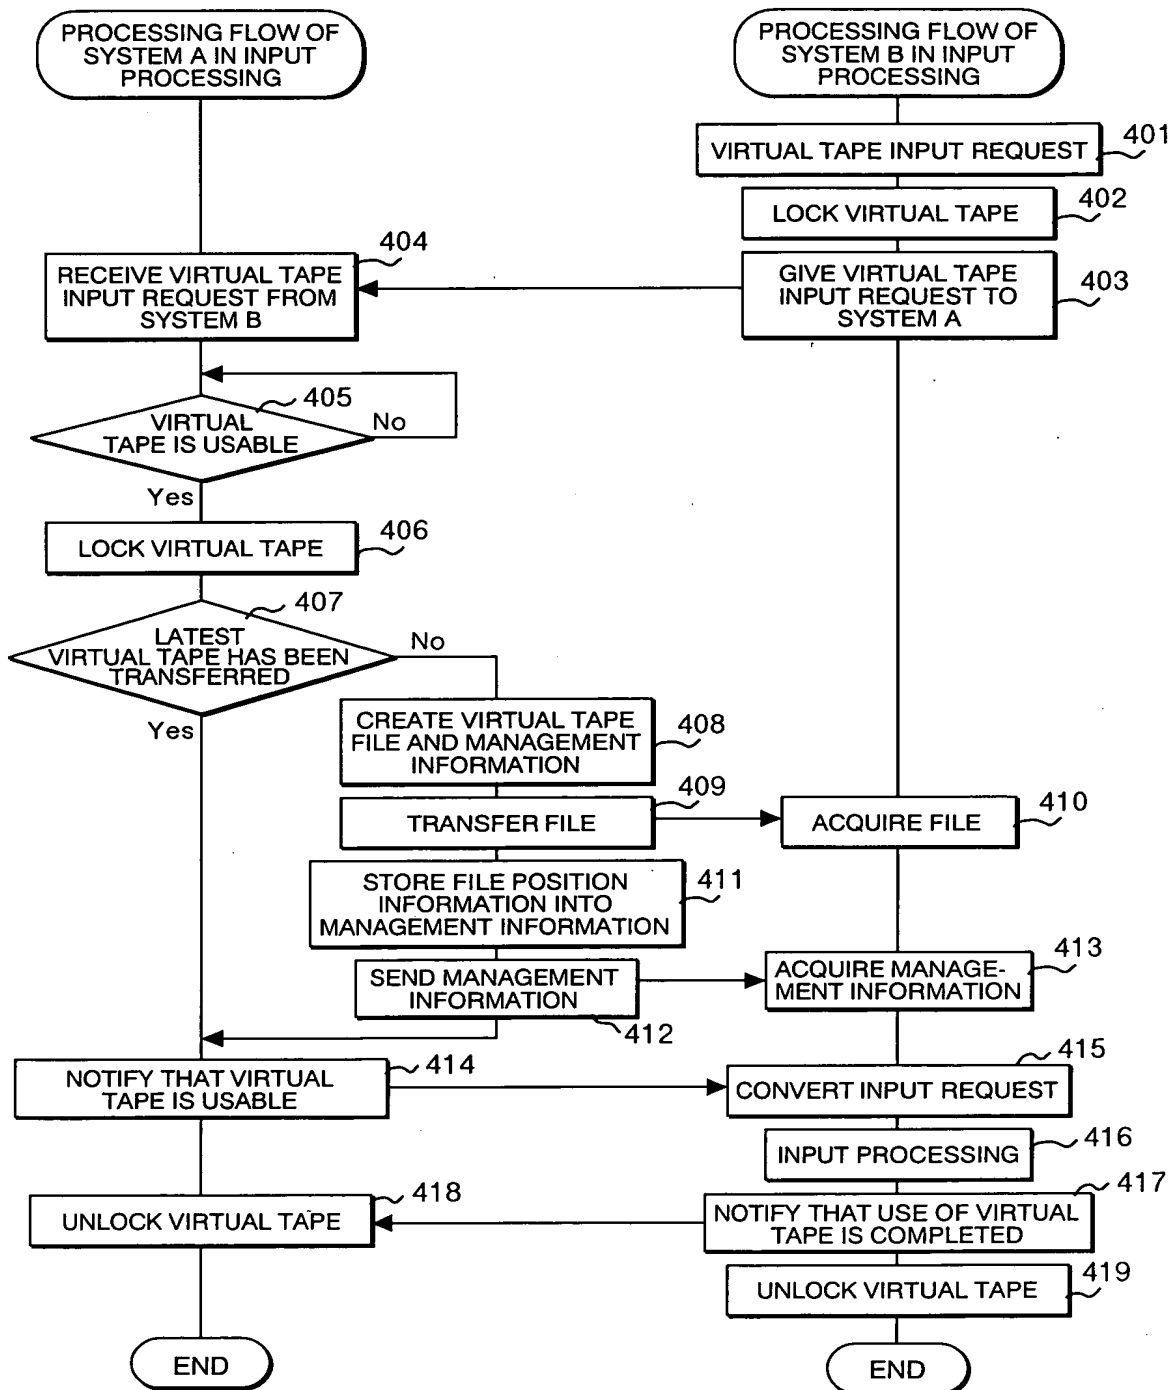 PROCESSING FLOW OF
SYSTEM A IN INPUT
PROCESSING
PROCESSING FLOW OF
SYSTEM B IN INPUT
PROCESSING
VIRTUAL TAPE INPUT REQUEST
401
LOCK VIRTUAL TAPE
402
GIVE VIRTUAL TAPE
INPUT REQUEST TO
SYSTEM A
403
404
RECEIVE VIRTUAL TAPE
INPUT REQUEST FROM
SYSTEM B
405
VIRTUAL
TAPE IS USABLE
No
Yes
LOCK VIRTUAL TAPE
406
407
LATEST
VIRTUAL TAPE HAS BEEN
TRANSFERRED
No
Yes
CREATE VIRTUAL TAPE
FILE AND MANAGEMENT
INFORMATION
408
TRANSFER FILE
409
ACQUIRE FILE
410
STORE FILE POSITION
INFORMATION INTO
MANAGEMENT INFORMATION
411
SEND MANAGEMENT
INFORMATION
412
ACQUIRE MANAGE-
MENT INFORMATION
413
NOTIFY THAT VIRTUAL
TAPE IS USABLE
414
CONVERT INPUT REQUEST
415
INPUT PROCESSING
416
NOTIFY THAT USE OF VIRTUAL
TAPE IS COMPLETED
417
UNLOCK VIRTUAL TAPE
418
UNLOCK VIRTUAL TAPE
419
END
END